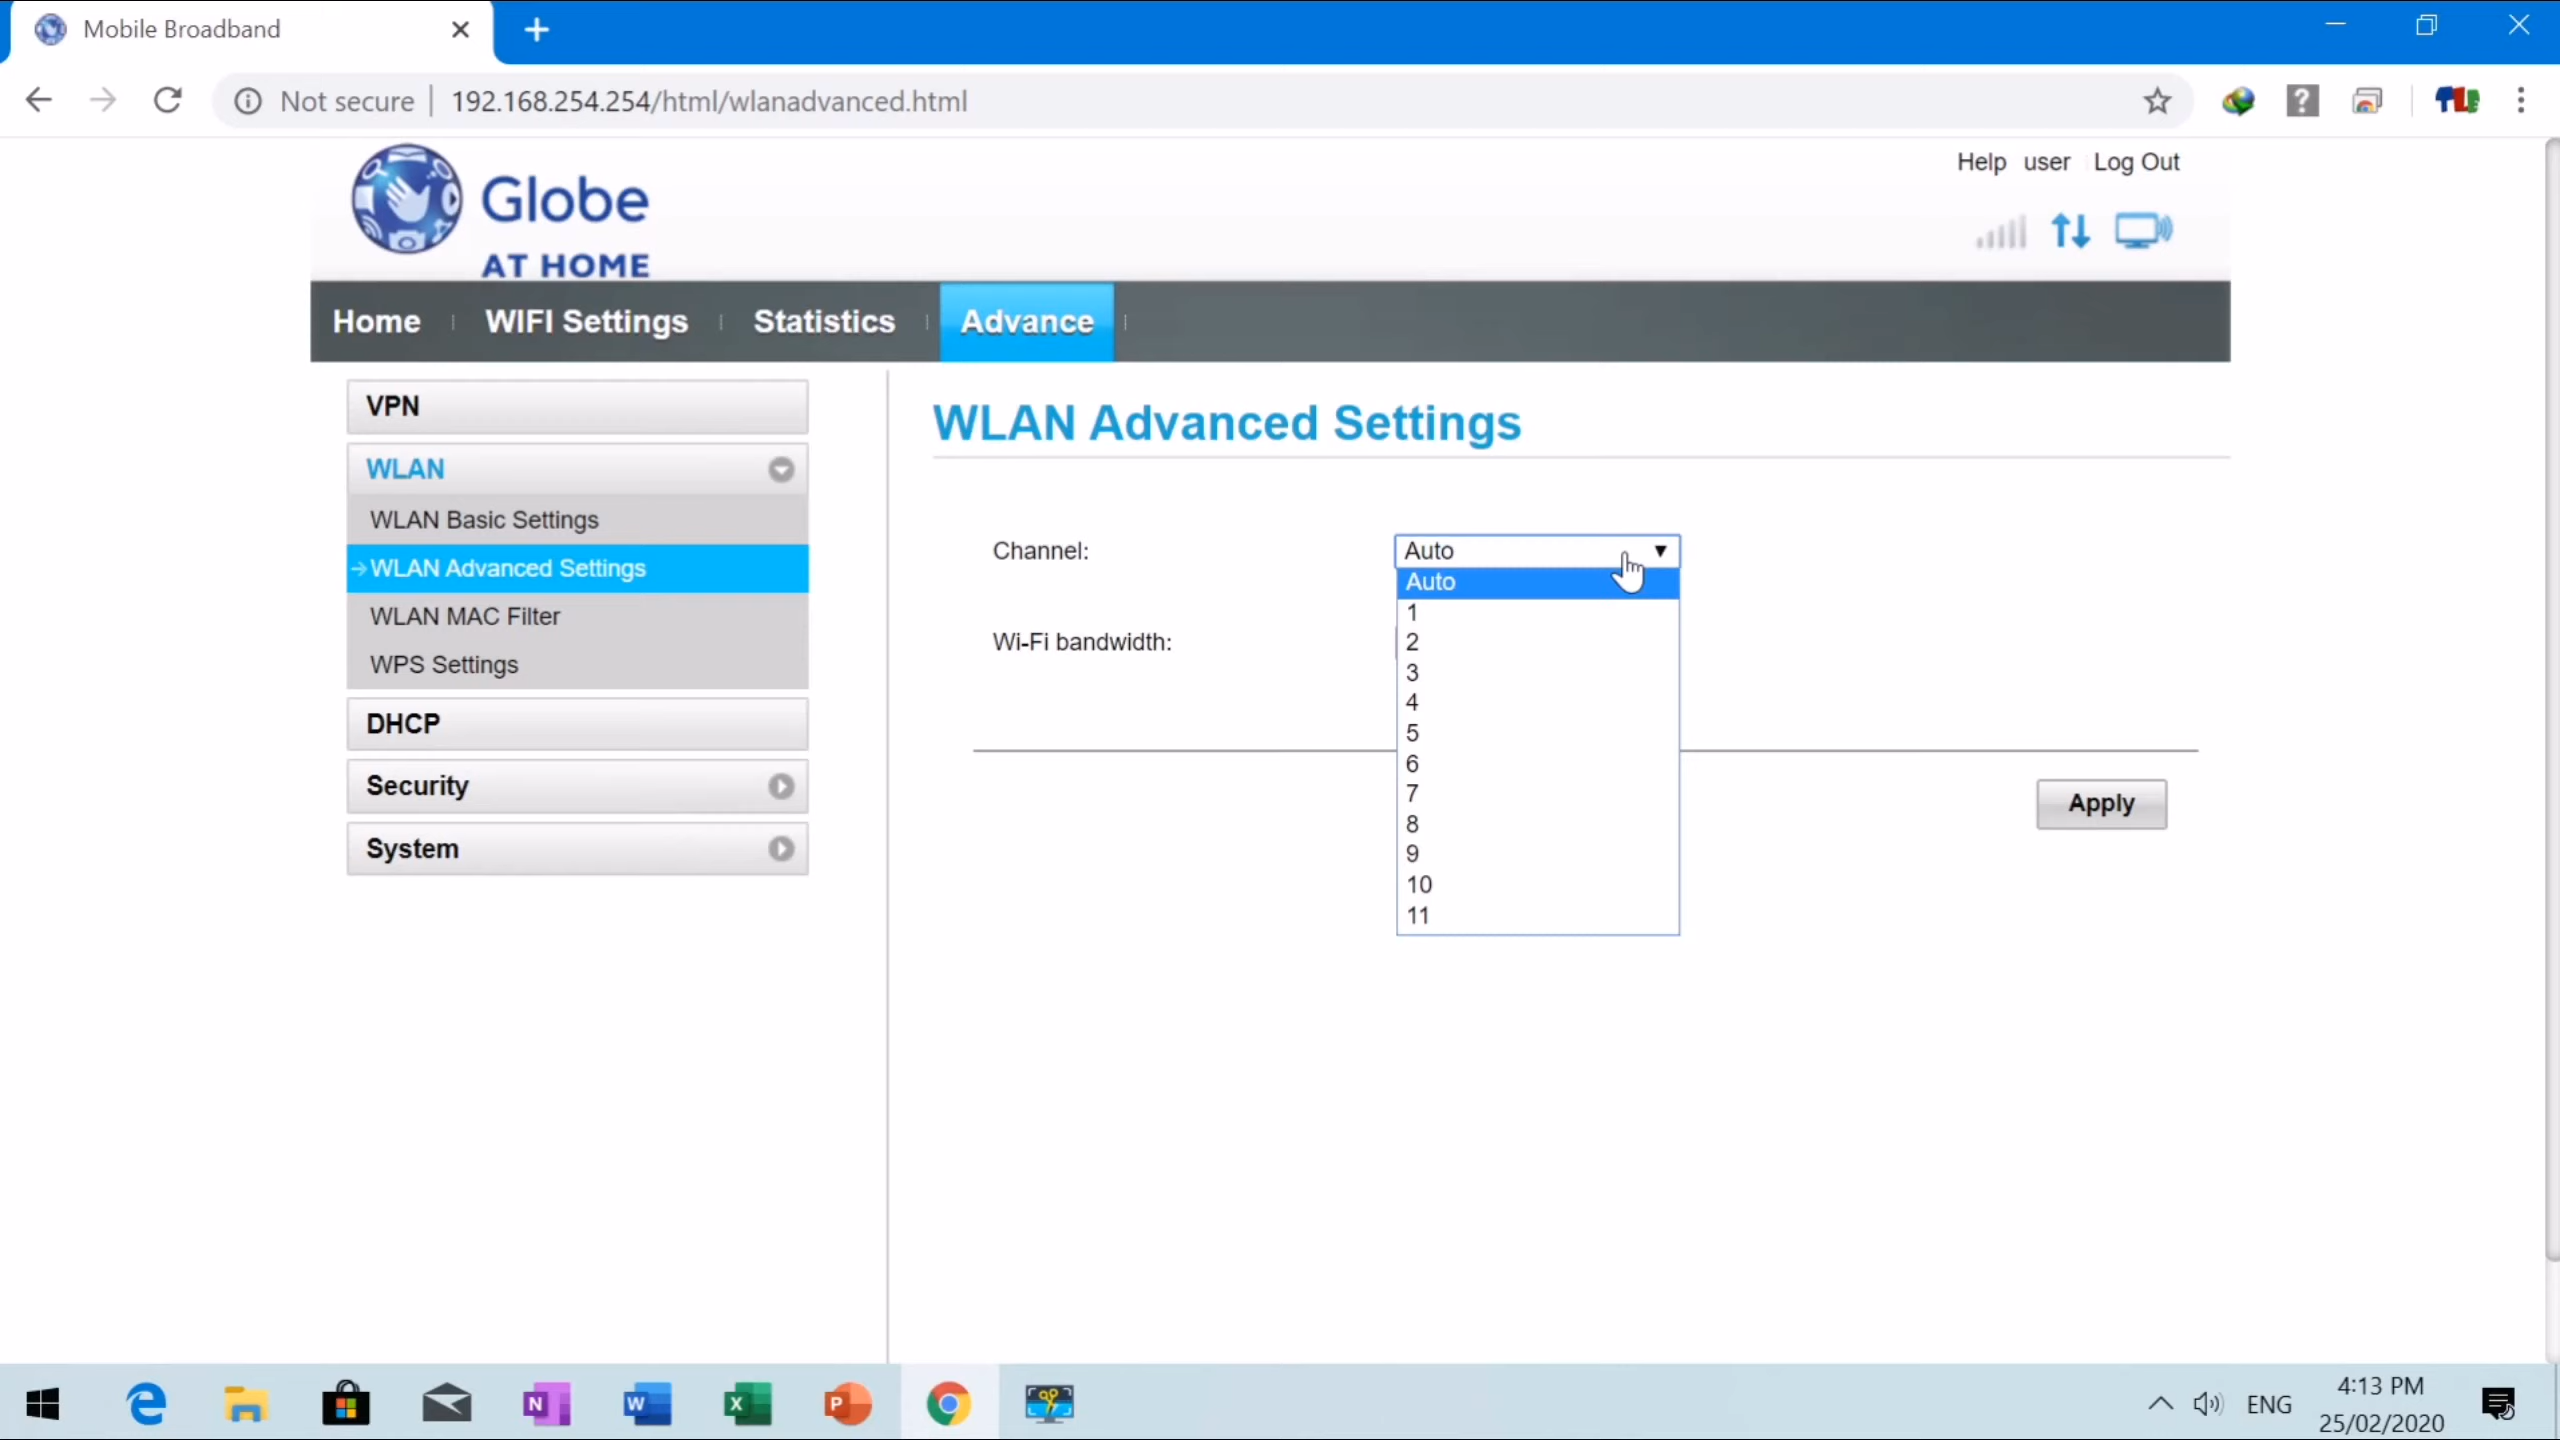 Mobile Broadband
Not secure | 192.168.254.254/html/wlanadvanced.html
Help user Log Out
Globe
AT HOME
Home WIFI Settings Statistics Advance
VPN
WLAN
WLAN Basic Settings
WLAN Advanced Settings
WLAN MAC Filter
WPS Settings
DHCP
Security
System
WLAN Advanced Settings
Channel: Auto
Auto
1
Wi-Fi bandwidth: 2
3
4
5
6
7
8
9
10
11
Apply
ENG
4:13 PM
25/02/2020